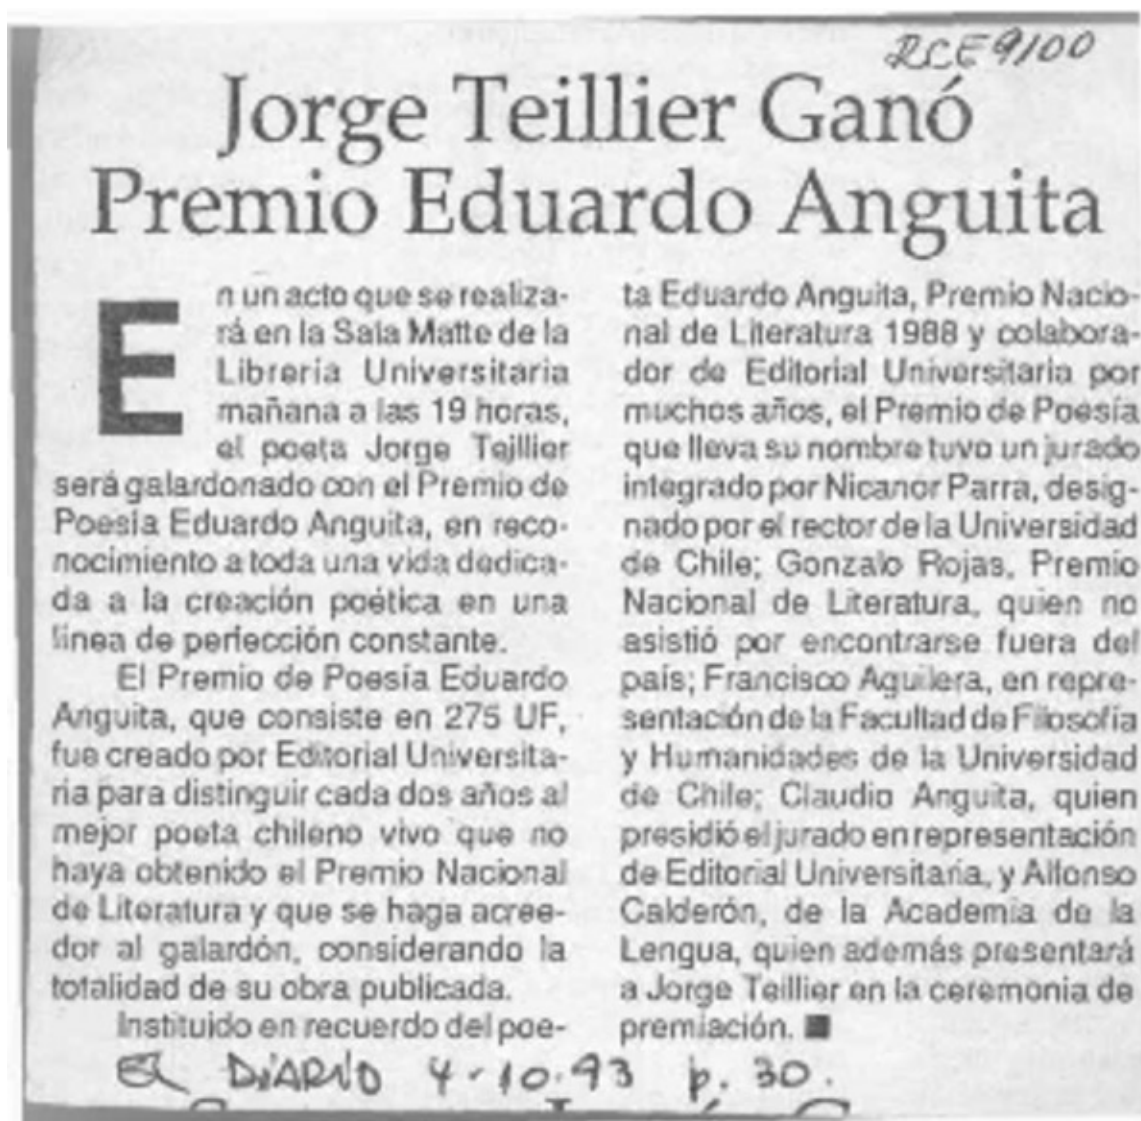 RCE 9100
Jorge Teillier Ganó
Premio Eduardo Anguita
En un acto que se realiza-
rá en la Sala Matte de la
Librería Universitaria
mañana a las 19 horas,
el poeta Jorge Teillier
será galardonado con el Premio de
Poesía Eduardo Anguita, en reco-
nocimiento a toda una vida dedica-
da a la creación poética en una
línea de perfección constante.
El Premio de Poesía Eduardo
Anguita, que consiste en 275 UF,
fue creado por Editorial Universita-
ria para distinguir cada dos años al
mejor poeta chileno vivo que no
haya obtenido el Premio Nacional
de Literatura y que se haga acree-
dor al galardón, considerando la
totalidad de su obra publicada.
Instituido en recuerdo del poe-
ta Eduardo Anguita, Premio Nacio-
nal de Literatura 1988 y colabora-
dor de Editorial Universitaria por
muchos años, el Premio de Poesía
que lleva su nombre tuvo un jurado
integrado por Nicanor Parra, desig-
nado por el rector de la Universidad
de Chile; Gonzalo Rojas, Premio
Nacional de Literatura, quien no
asistió por encontrarse fuera del
país; Francisco Aguilera, en repre-
sentación de la Facultad de Filosofía
y Humanidades de la Universidad
de Chile; Claudio Anguita, quien
presidió el jurado en representación
de Editorial Universitaria, y Alfonso
Calderón, de la Academia de la
Lengua, quien además presentará
a Jorge Teillier en la ceremonia de
premiación.
EL DIARIO 4-10-93 p. 30.